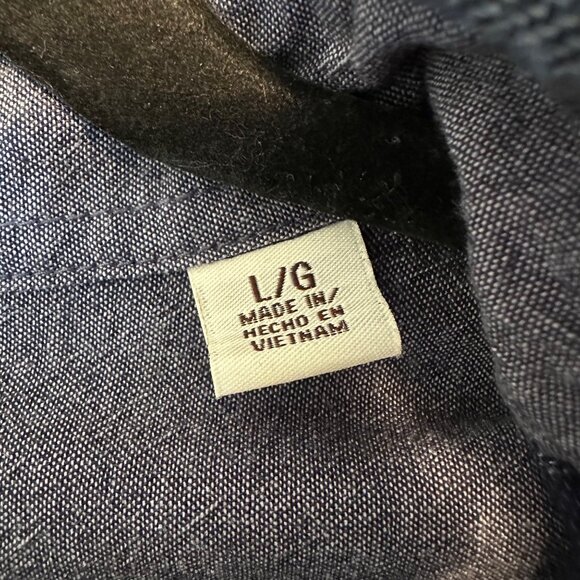 L/G
MADE IN/
HECHO EN
VIETNAM